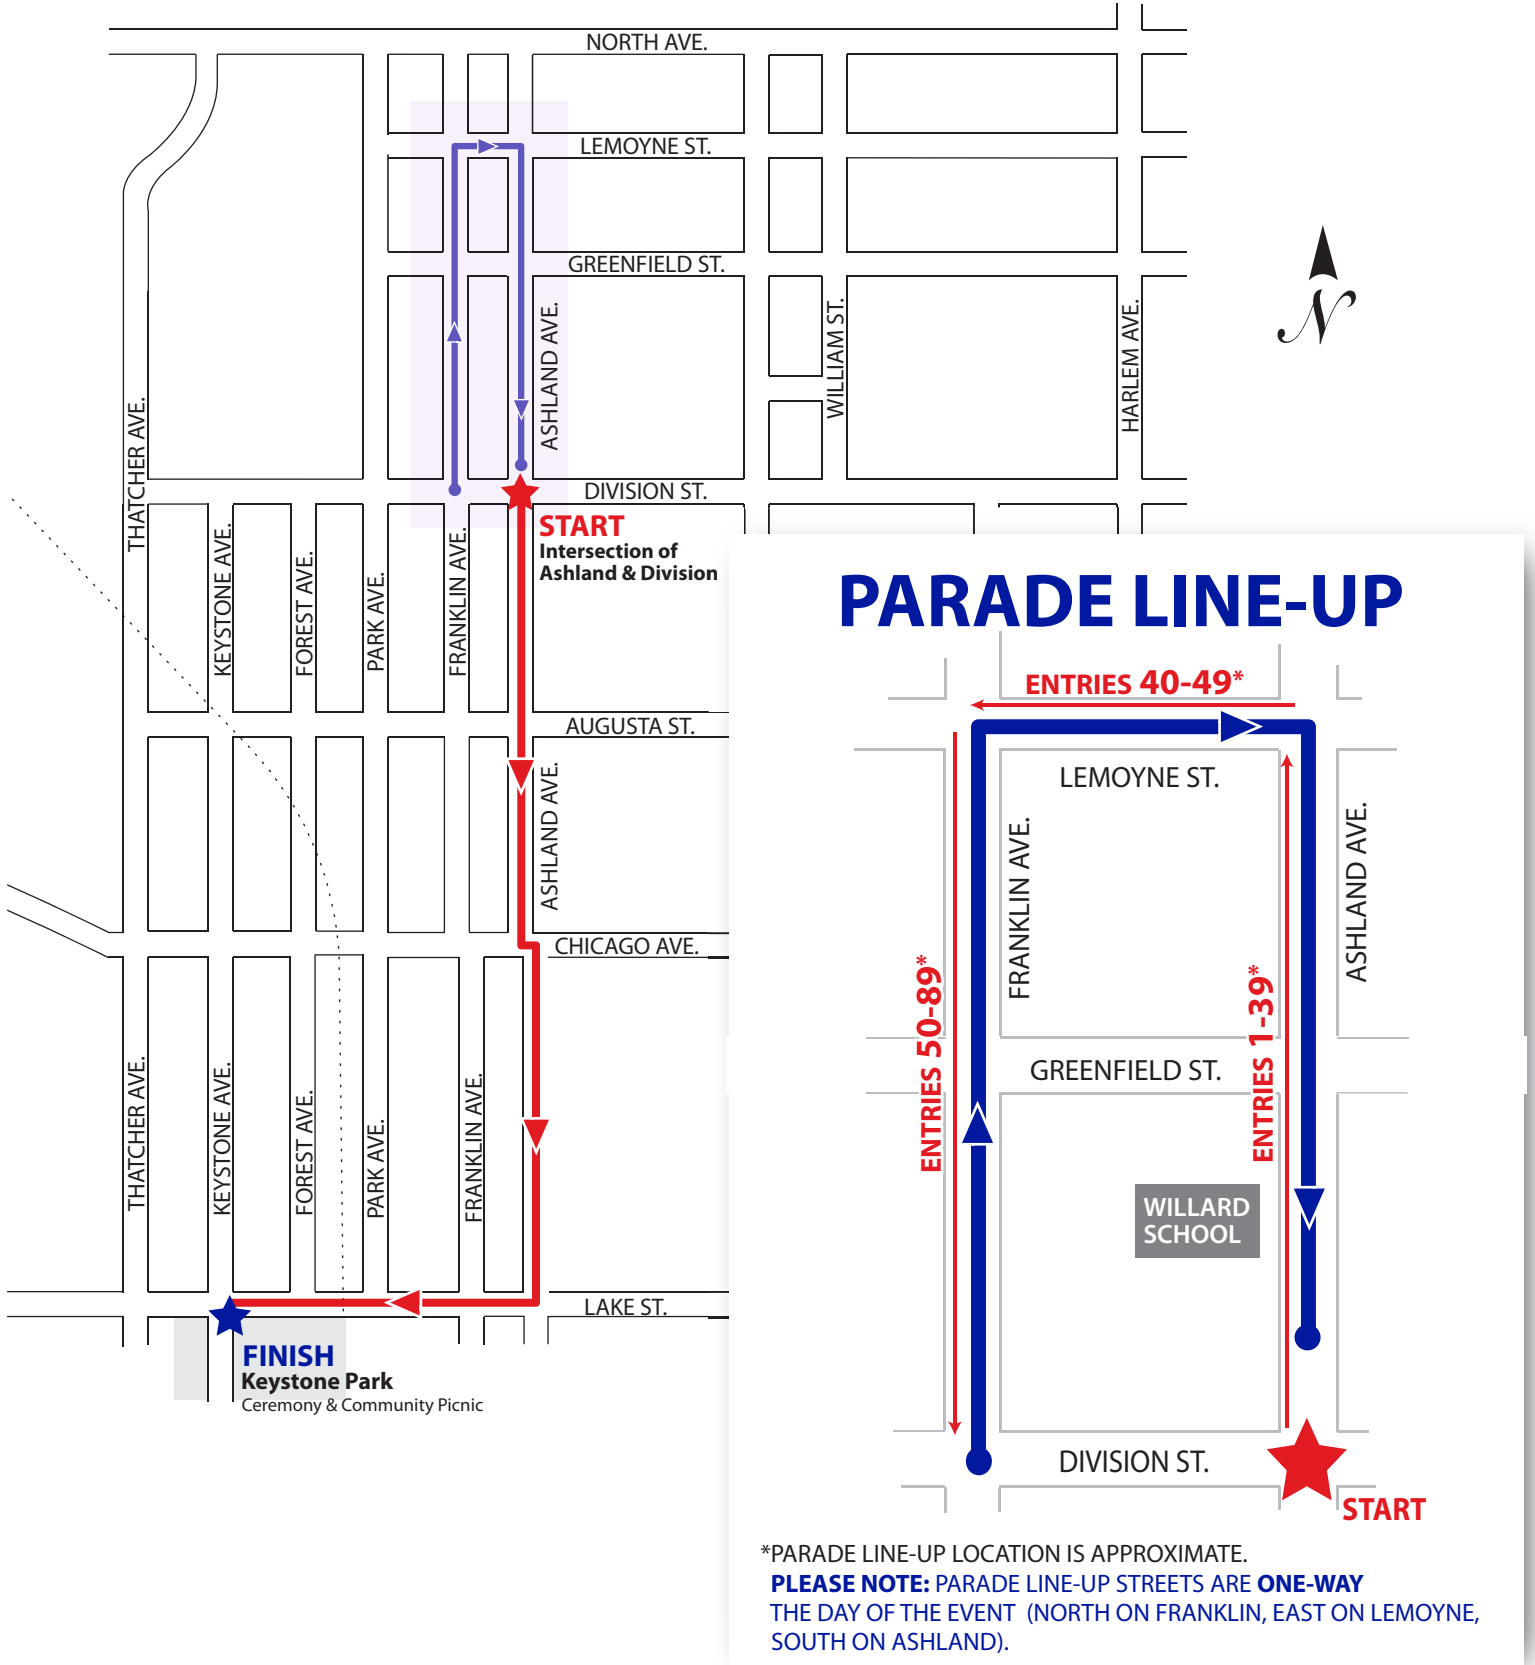 NORTH AVE.
LEMOYNE ST.
GREENFIELD ST.
ASHLAND AVE.
WILLIAM ST.
HARLEM AVE.
N
THATCHER AVE.
DIVISION ST.
START
Intersection of
Ashland & Division
KEYSTONE AVE.
FOREST AVE.
PARK AVE.
FRANKLIN AVE.
AUGUSTA ST.
ASHLAND AVE.
CHICAGO AVE.
THATCHER AVE.
KEYSTONE AVE.
FOREST AVE.
PARK AVE.
FRANKLIN AVE.
LAKE ST.
FINISH
Keystone Park
Ceremony & Community Picnic
PARADE LINE-UP
ENTRIES 40-49*
LEMOYNE ST.
FRANKLIN AVE.
ASHLAND AVE.
ENTRIES 50-89*
ENTRIES 1-39*
GREENFIELD ST.
WILLARD
SCHOOL
DIVISION ST.
START
*PARADE LINE-UP LOCATION IS APPROXIMATE.
PLEASE NOTE: PARADE LINE-UP STREETS ARE ONE-WAY
THE DAY OF THE EVENT (NORTH ON FRANKLIN, EAST ON LEMOYNE,
SOUTH ON ASHLAND).